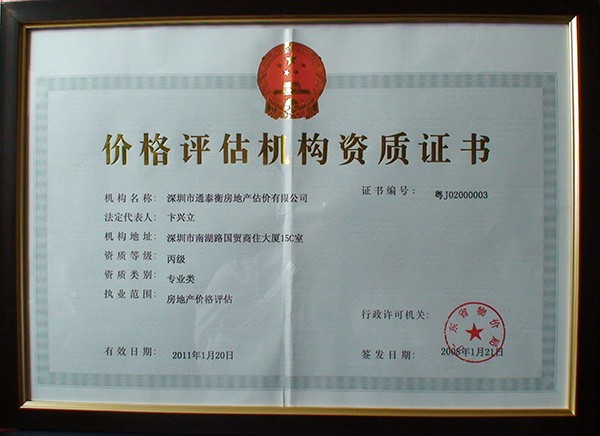 价格评估机构资质证书
机构名称: 深圳市通泰衡房地产估价有限公司
证书编号: 粤J02000003
法定代表人: 卞兴立
机构地址: 深圳市南湖路国贸商住大厦15C室
资质等级: 丙级
资质类别: 专业类
执业范围: 房地产价格评估
行政许可机关:
广东省物价局
有效日期: 2011年1月20日
签发日期: 2008年1月21日